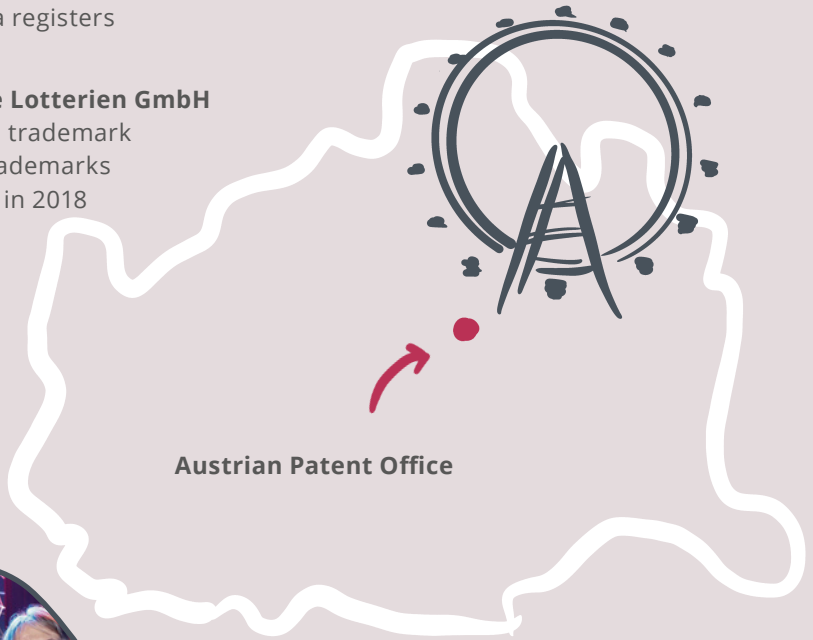 a registers
e Lotterien GmbH
trademark
ademarks
in 2018
Austrian Patent Office